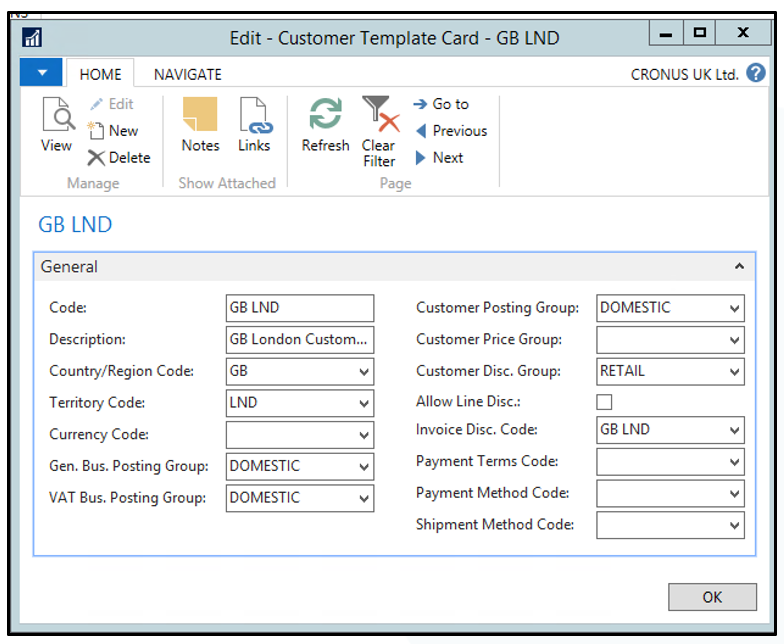 Edit - Customer Template Card - GB LND
HOME NAVIGATE CRONUS UK Ltd. ?
View
Edit
New
Delete
Manage
Notes
Links
Show Attached
Refresh
Clear
Filter
Go to
Previous
Next
Page
GB LND
General
Code: GB LND
Description: GB London Custom...
Country/Region Code: GB
Territory Code: LND
Currency Code:
Gen. Bus. Posting Group: DOMESTIC
VAT Bus. Posting Group: DOMESTIC
Customer Posting Group: DOMESTIC
Customer Price Group:
Customer Disc. Group: RETAIL
Allow Line Disc.:
Invoice Disc. Code: GB LND
Payment Terms Code:
Payment Method Code:
Shipment Method Code:
OK